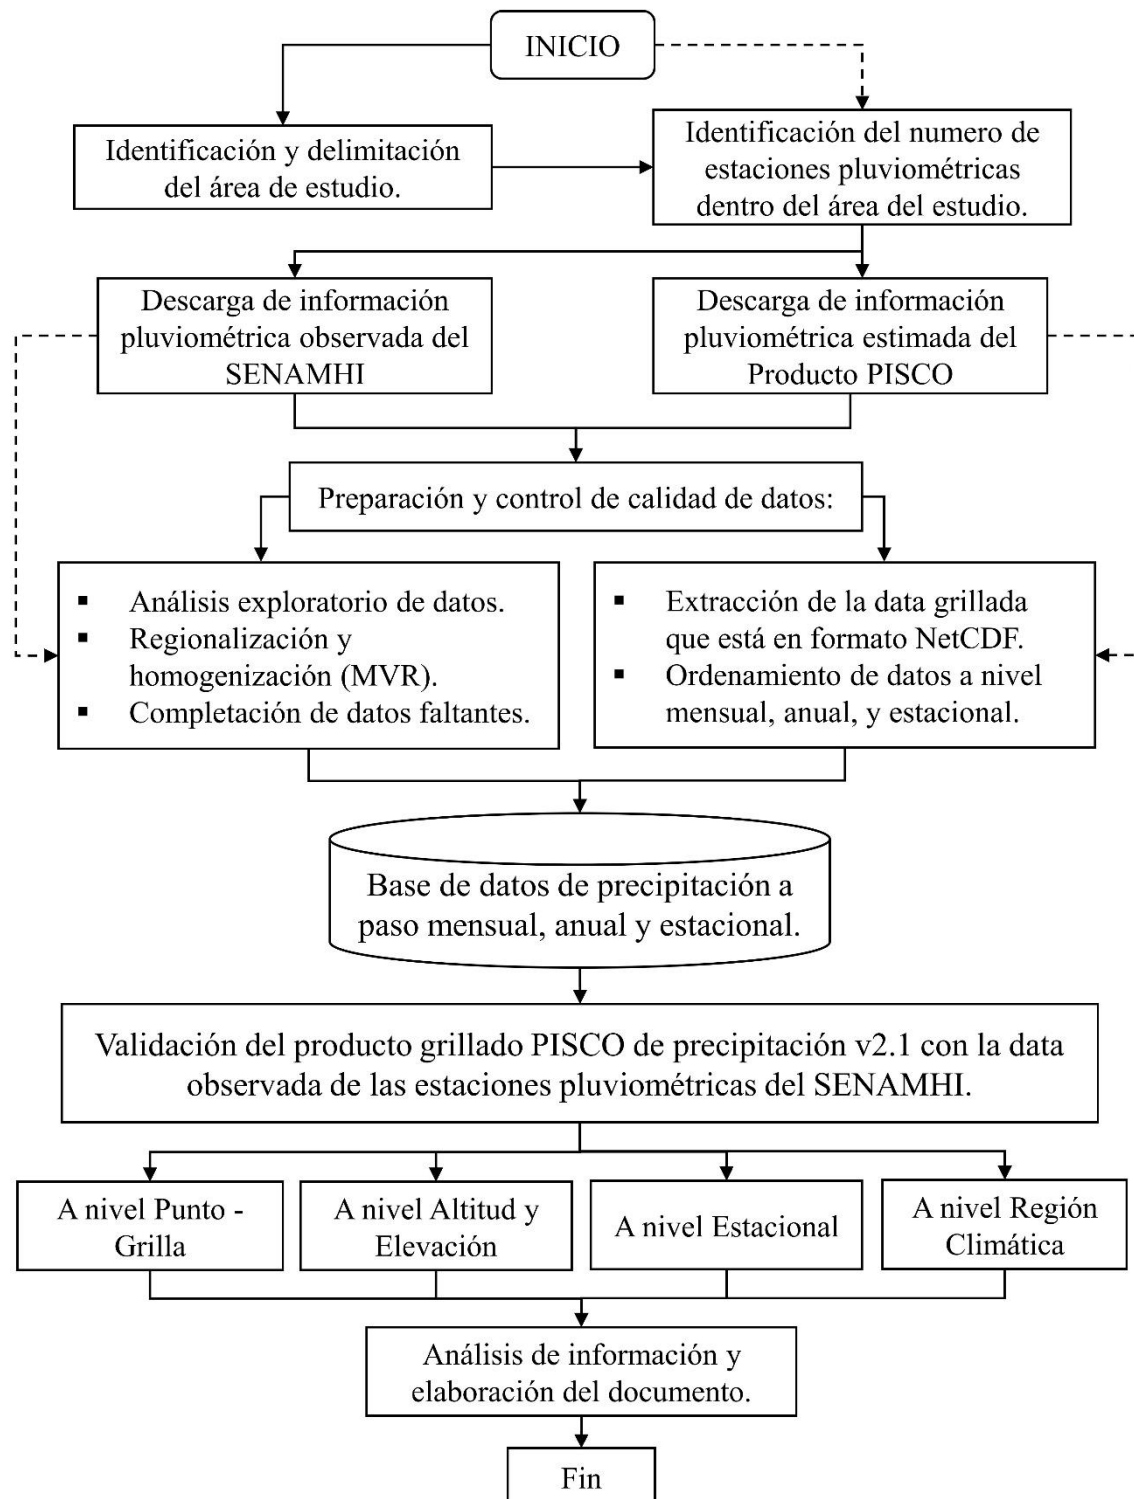 INICIO
Identificación y delimitación
del área de estudio.
Identificación del numero de
estaciones pluviométricas
dentro del área del estudio.
Descarga de información
pluviométrica observada del
SENAMHI
Descarga de información
pluviométrica estimada del
Producto PISCO
Preparación y control de calidad de datos:
▪ Análisis exploratorio de datos.
▪ Regionalización y
homogenización (MVR).
▪ Completación de datos faltantes.
▪ Extracción de la data grillada
que está en formato NetCDF.
▪ Ordenamiento de datos a nivel
mensual, anual, y estacional.
Base de datos de precipitación a
paso mensual, anual y estacional.
Validación del producto grillado PISCO de precipitación v2.1 con la data
observada de las estaciones pluviométricas del SENAMHI.
A nivel Punto -
Grilla
A nivel Altitud y
Elevación
A nivel Estacional
A nivel Región
Climática
Análisis de información y
elaboración del documento.
Fin